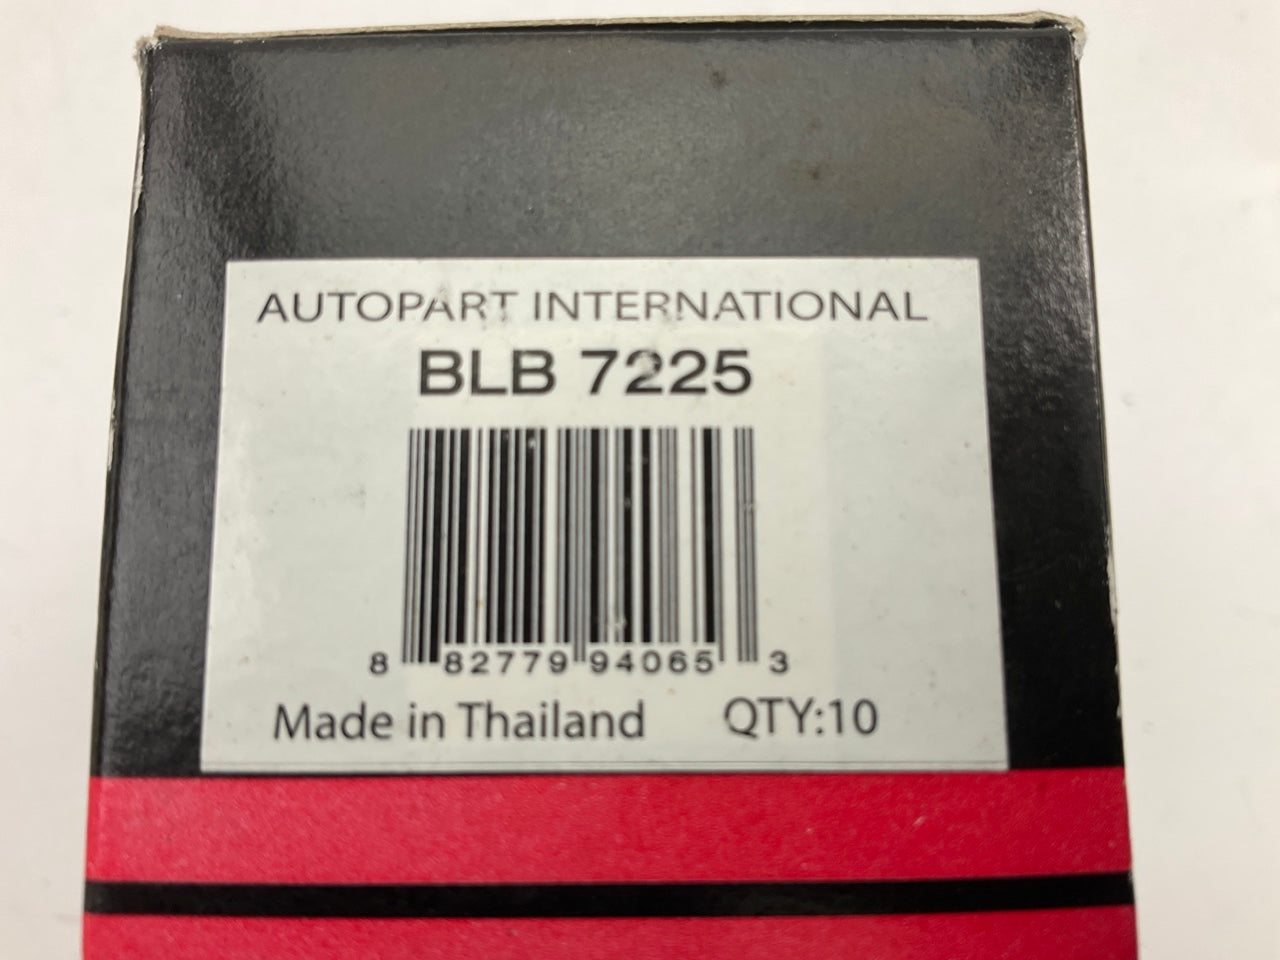 AUTOPART INTERNATIONAL
BLB 7225
8 82779 94065 3
Made in Thailand QTY:10